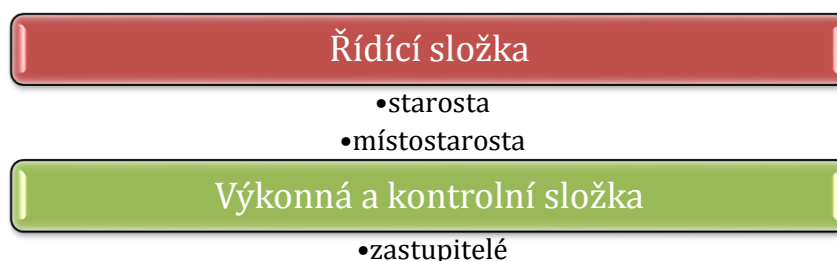 Řídící složka
•starosta
•místostarosta
Výkonná a kontrolní složka
•zastupitelé